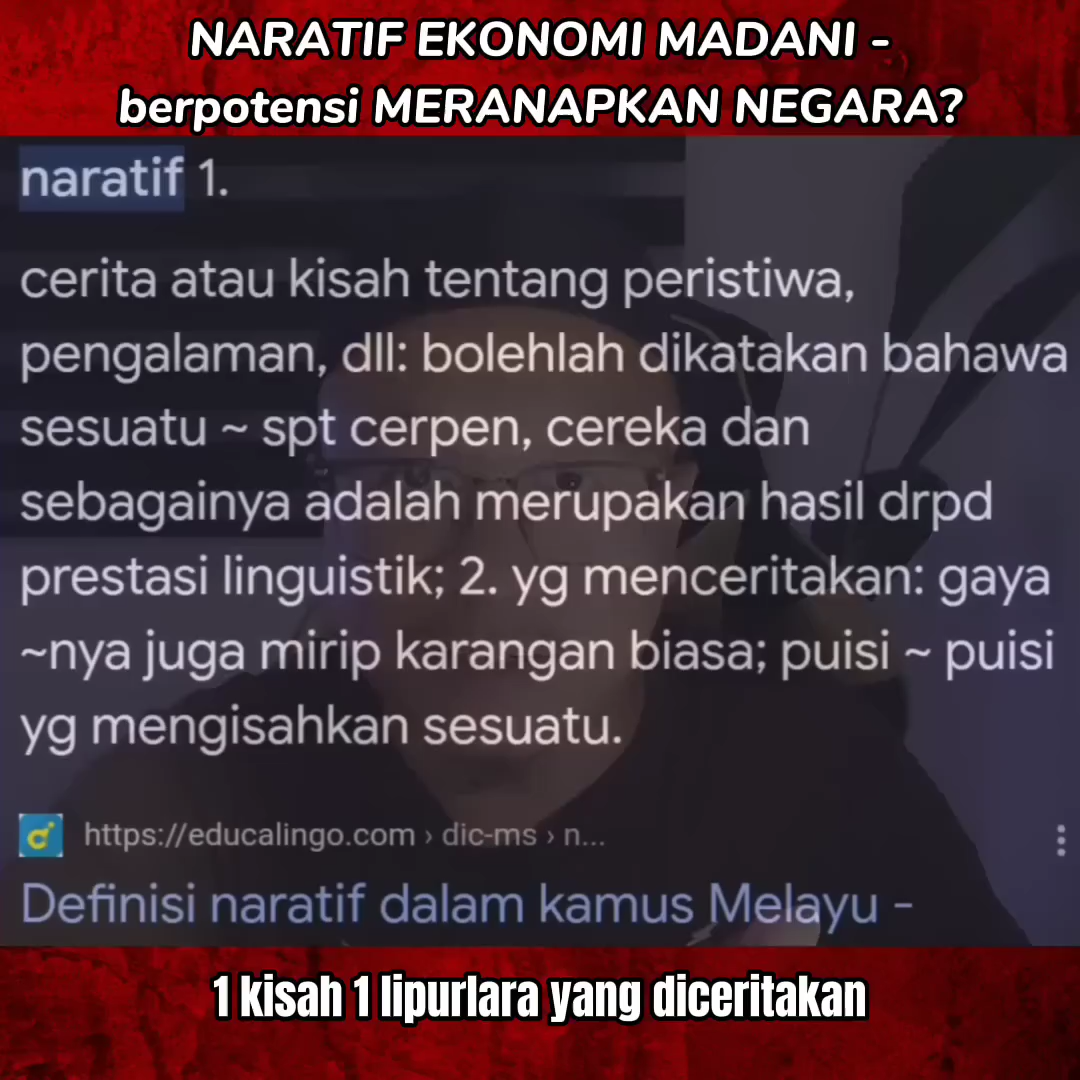 NARATIF EKONOMI MADANI -
berpotensi MERANAPKAN NEGARA?
naratif 1.
cerita atau kisah tentang peristiwa,
pengalaman, dll: bolehlah dikatakan bahawa
sesuatu ~ spt cerpen, cereka dan
sebagainya adalah merupakan hasil drpd
prestasi linguistik; 2. yg menceritakan: gaya
~nya juga mirip karangan biasa; puisi ~ puisi
yg mengisahkan sesuatu.
https://educalingo.com › dic-ms › n...
Definisi naratif dalam kamus Melayu -
1 kisah 1 lipurlara yang diceritakan